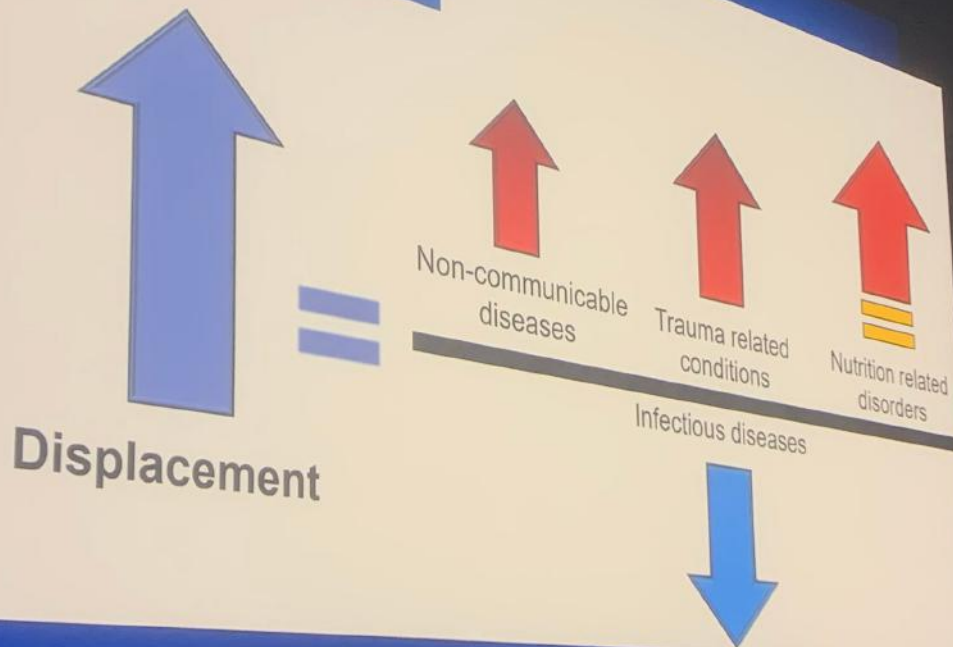 Displacement
=
Non-communicable
diseases
Trauma related
conditions
Nutrition related
disorders
Infectious diseases